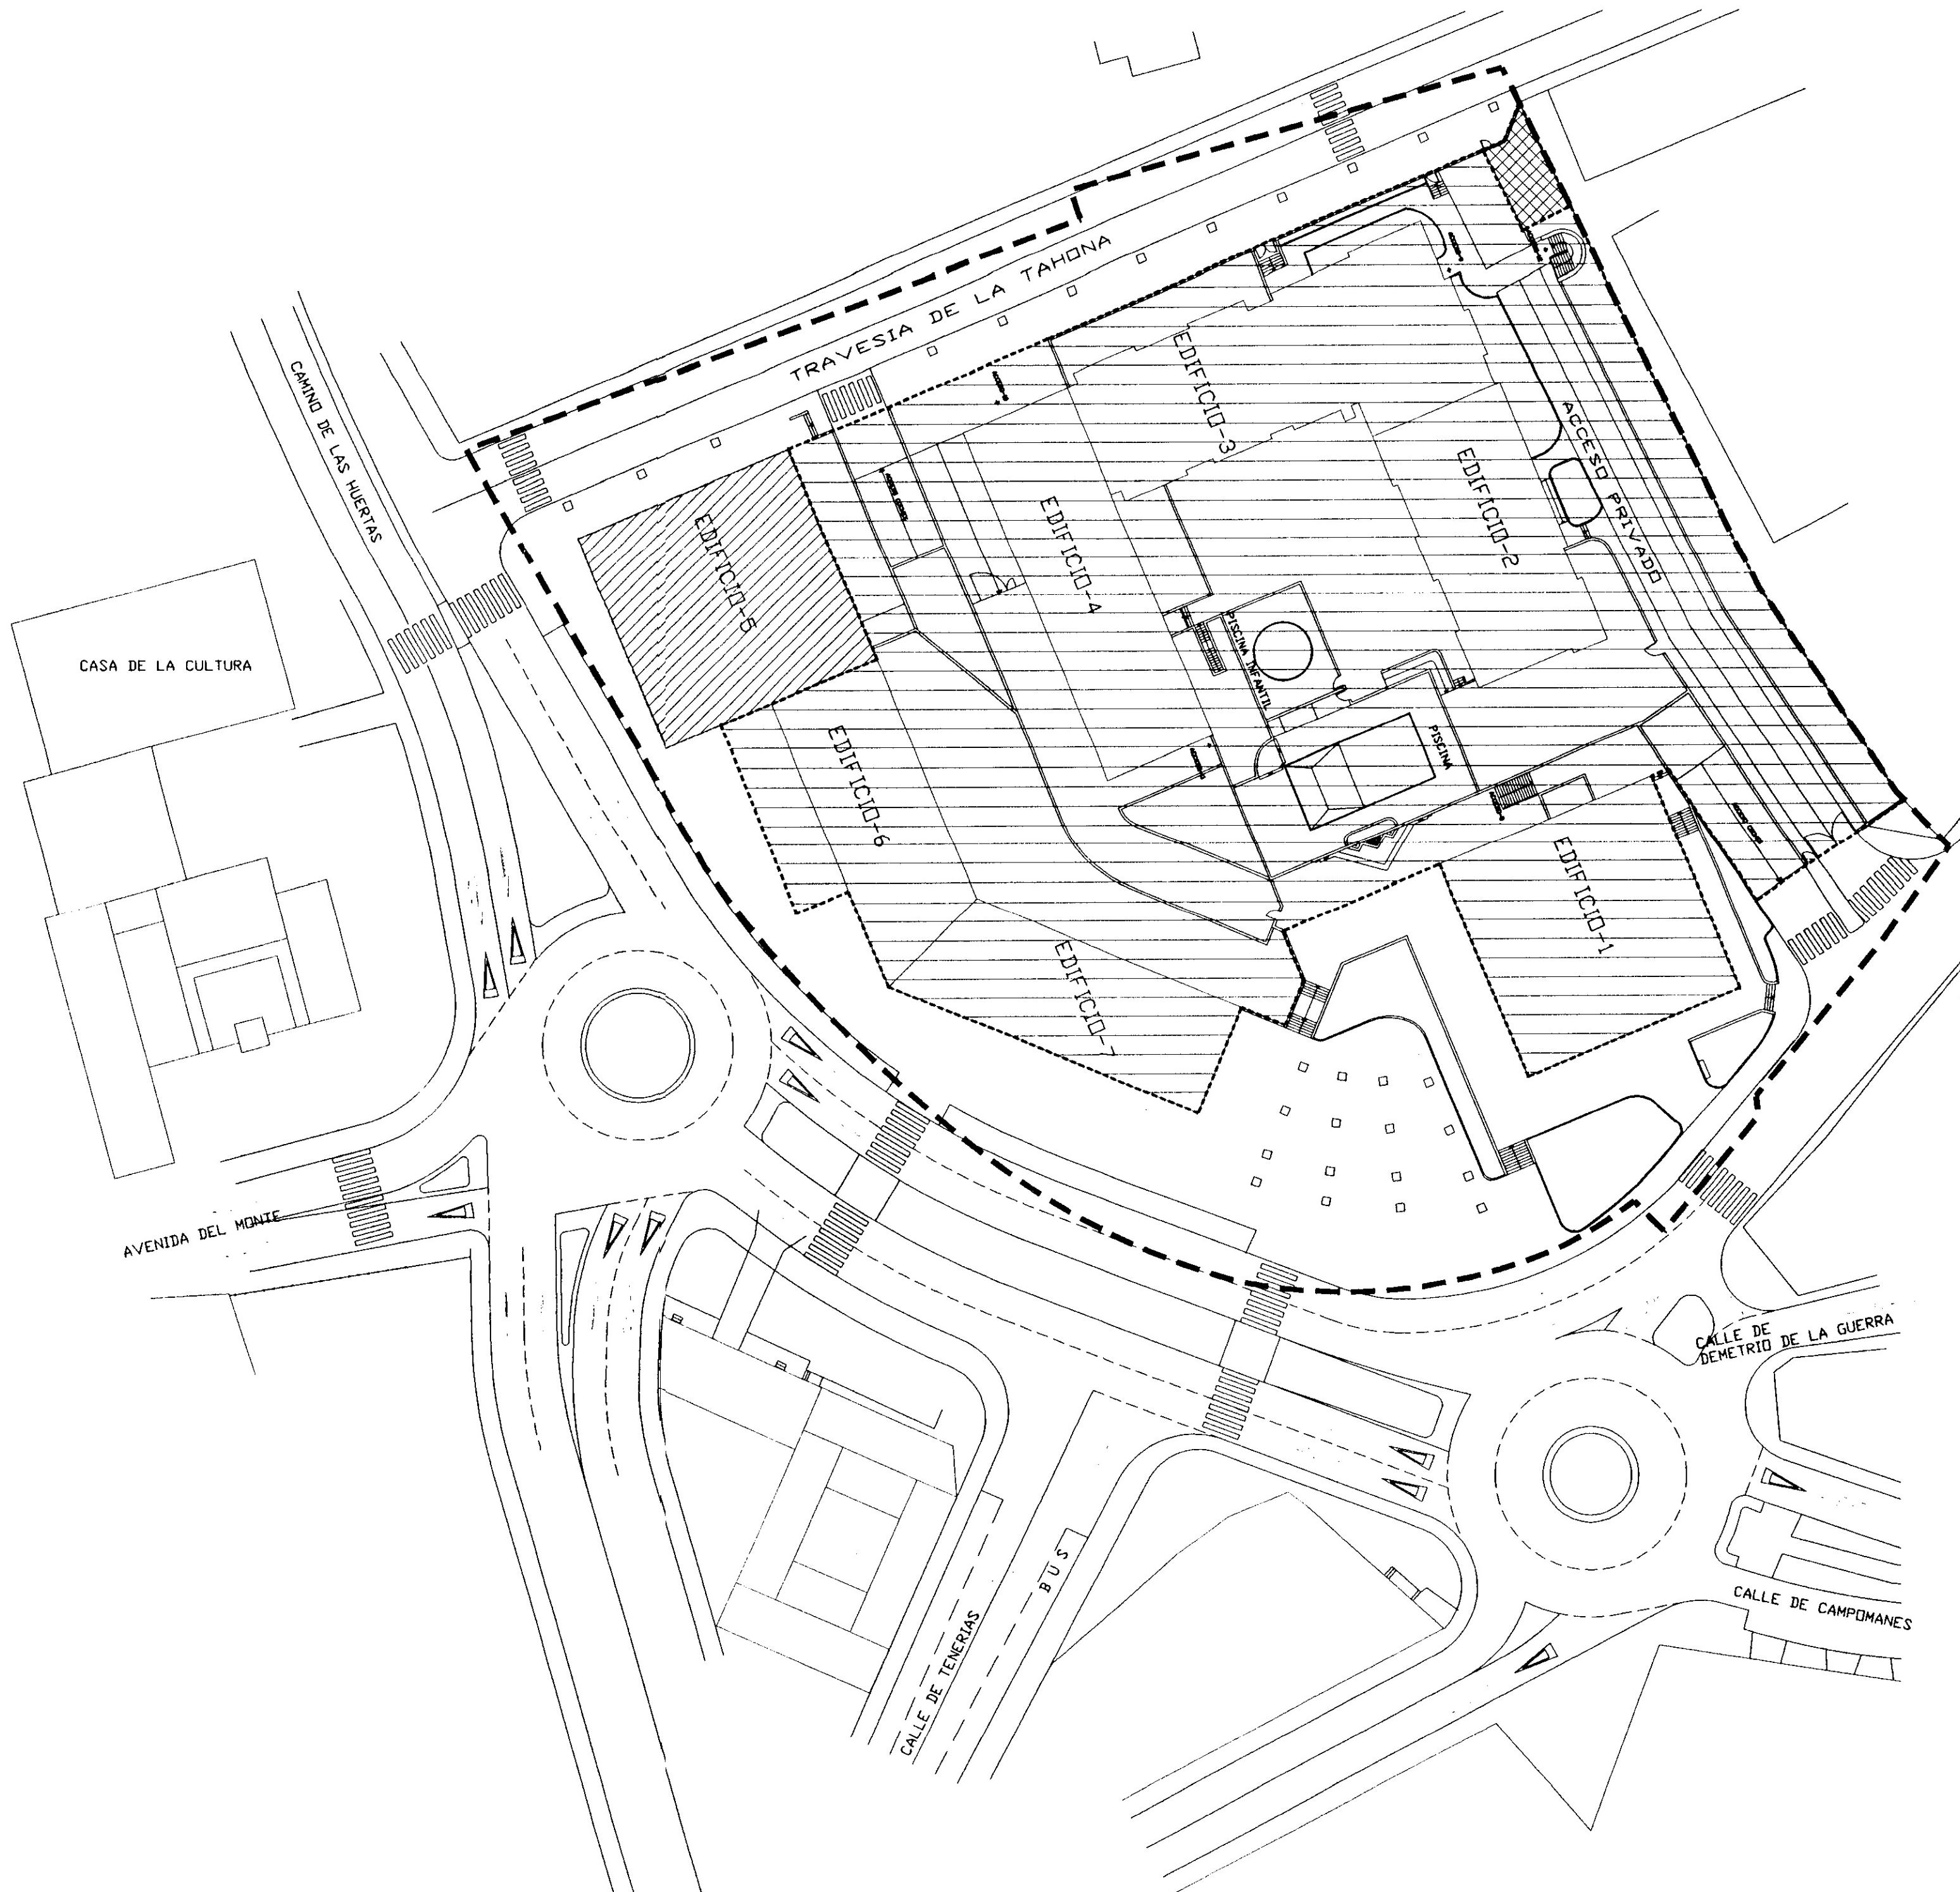 TRAVESIA DE LA TAHONA
CAMINO DE LAS HUERTAS
EDIFICIO-3
EDIFICIO-2
ACCESO PRIVADO
EDIFICIO-5
EDIFICIO-4
PISCINA INFANTIL
CASA DE LA CULTURA
EDIFICIO-6
PISCINA
EDIFICIO-1
EDIFICIO-7
AVENIDA DEL MONTE
CALLE DE
DEMETRIO DE LA GUERRA
BUS
CALLE DE TENERIAS
CALLE DE CAMPOMANES